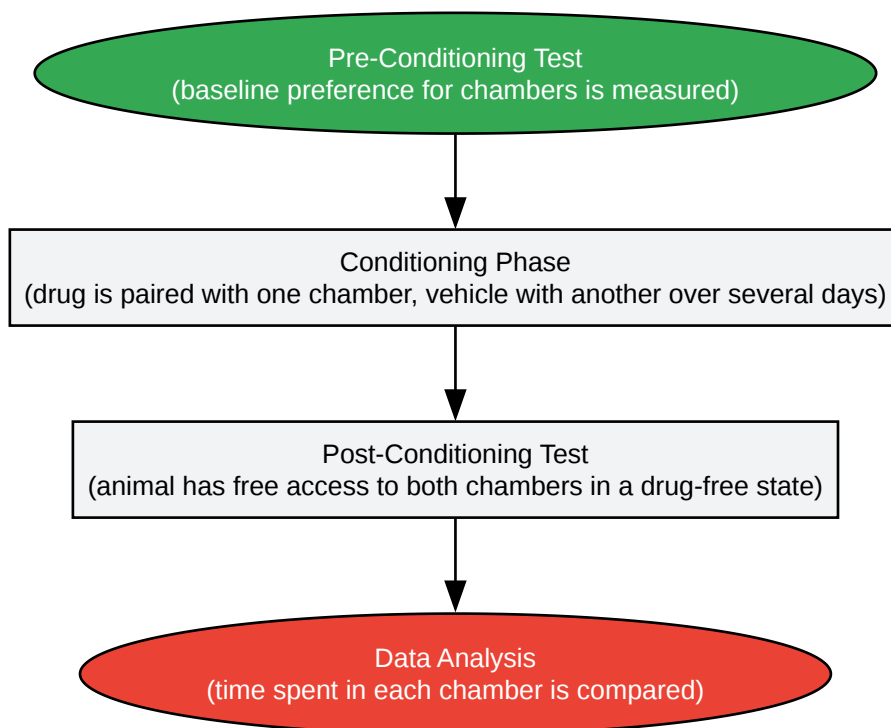 Pre-Conditioning Test
(baseline preference for chambers is measured)
Conditioning Phase
(drug is paired with one chamber, vehicle with another over several days)
Post-Conditioning Test
(animal has free access to both chambers in a drug-free state)
Data Analysis
(time spent in each chamber is compared)